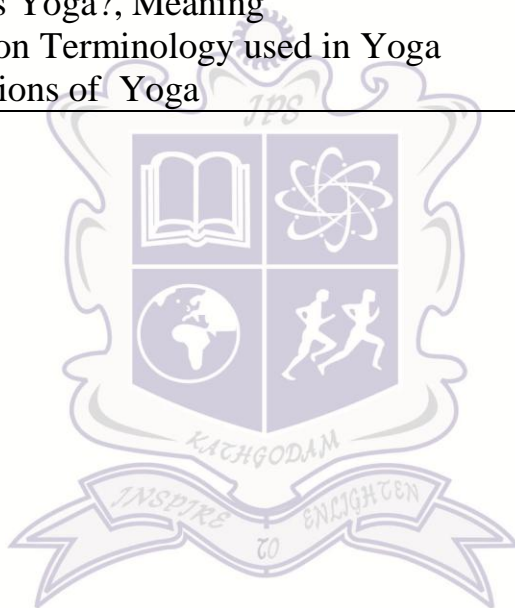 s Yoga?, Meaning
on Terminology used in Yoga
ions of Yoga
JPS
KATHGODAM
INSPIRE TO ENLIGHTEN